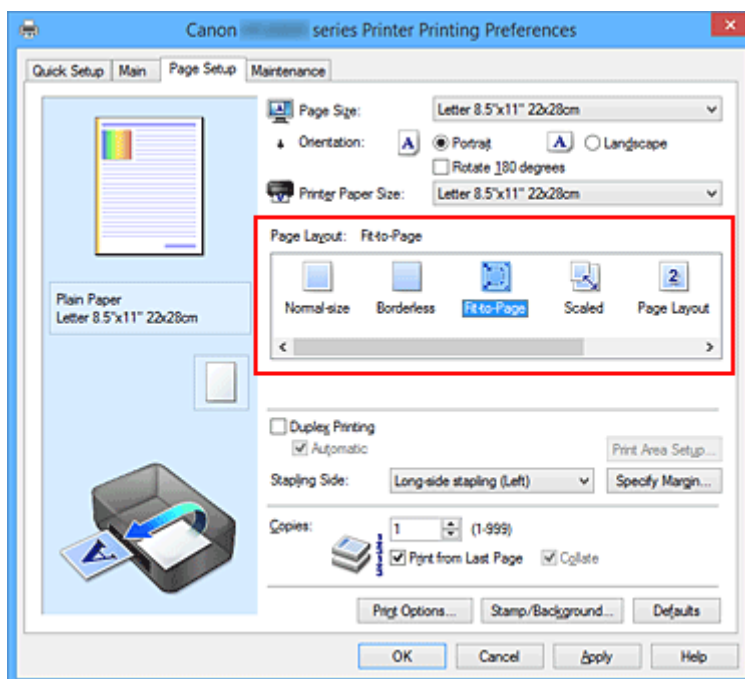 Canon series Printer Printing Preferences
Quick Setup Main Page Setup Maintenance
Page Size: Letter 8.5"x11" 22x28cm
Orientation: A Portrait A Landscape
Rotate 180 degrees
Printer Paper Size: Letter 8.5"x11" 22x28cm
Page Layout: Fit-to-Page
Normal-size Borderless Fit-to-Page Scaled 2 Page Layout
Plain Paper
Letter 8.5"x11" 22x28cm
Duplex Printing
Automatic
Print Area Setup...
Stapling Side: Long-side stapling (Left) Specify Margin...
Copies: 1 (1-999)
Print from Last Page Collate
A
Print Options... Stamp/Background... Defaults
OK Cancel Apply Help